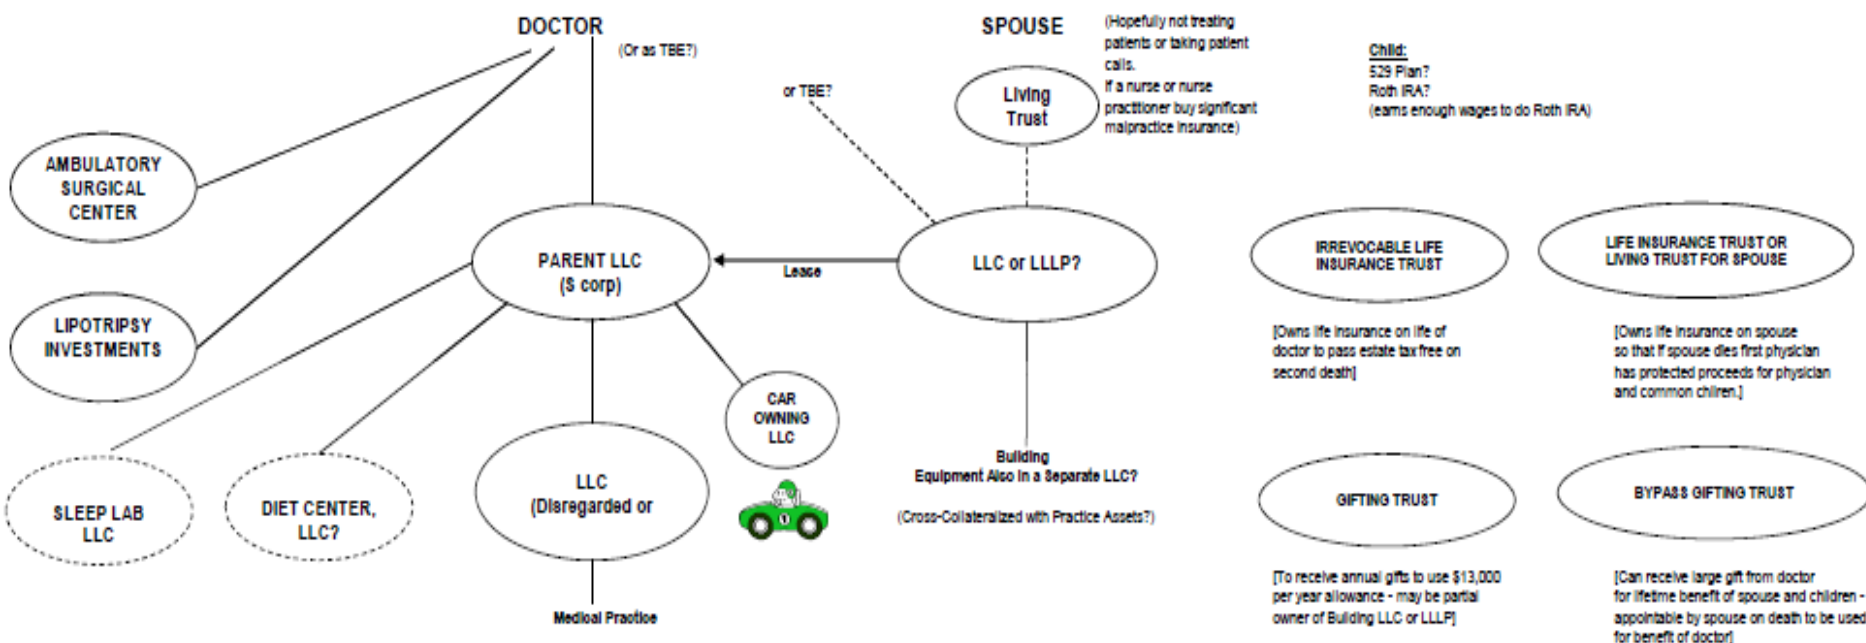 DOCTOR
(Or as TBE?)
SPOUSE
(Hopefully not treating
patients or taking patient
calls.
If a nurse or nurse
practitioner buy significant
malpractice insurance)
Child:
529 Plan?
Roth IRA?
(earns enough wages to do Roth IRA)
or TBE?
Living
Trust
AMBULATORY
SURGICAL
CENTER
PARENT LLC
(S corp)
Lease
LLC or LLLP?
IRREVOCABLE LIFE
INSURANCE TRUST
LIFE INSURANCE TRUST OR
LIVING TRUST FOR SPOUSE
LIPOTRIPSY
INVESTMENTS
[Owns life insurance on life of
doctor to pass estate tax free on
second death]
[Owns life insurance on spouse
so that if spouse dies first physician
has protected proceeds for physician
and common chilren.]
CAR
OWNING
LLC
SLEEP LAB
LLC
DIET CENTER,
LLC?
LLC
(Disregarded or
1
Building
Equipment Also in a Separate LLC?
(Cross-Collateralized with Practice Assets?)
GIFTING TRUST
BYPASS GIFTING TRUST
Medical Practice
[To receive annual gifts to use $13,000
per year allowance - may be partial
owner of Building LLC or LLLP]
[Can receive large gift from doctor
for lifetime benefit of spouse and children -
appointable by spouse on death to be used
for benefit of doctor]